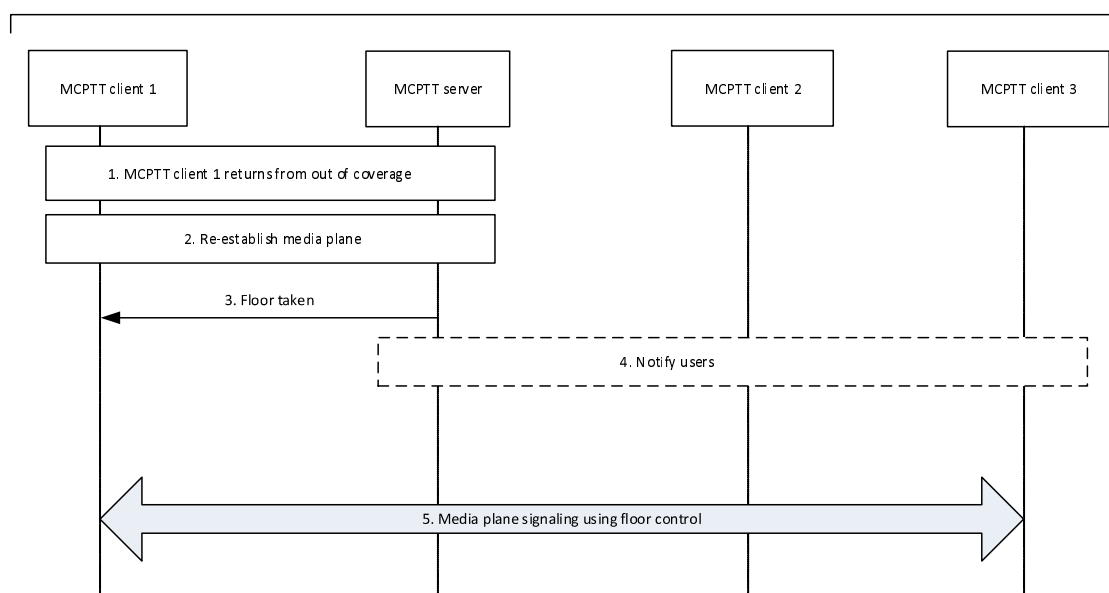 MCPTT client 1
MCPTT server
MCPTT client 2
MCPTT client 3
1. MCPTT client 1 returns from out of coverage
2. Re-establish media plane
3. Floor taken
4. Notify users
5. Media plane signaling using floor control